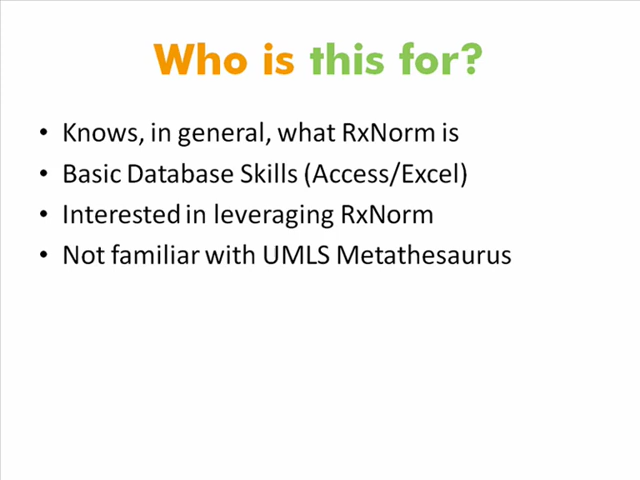 Who is this for?
• Knows, in general, what RxNorm is
• Basic Database Skills (Access/Excel)
• Interested in leveraging RxNorm
• Not familiar with UMLS Metathesaurus